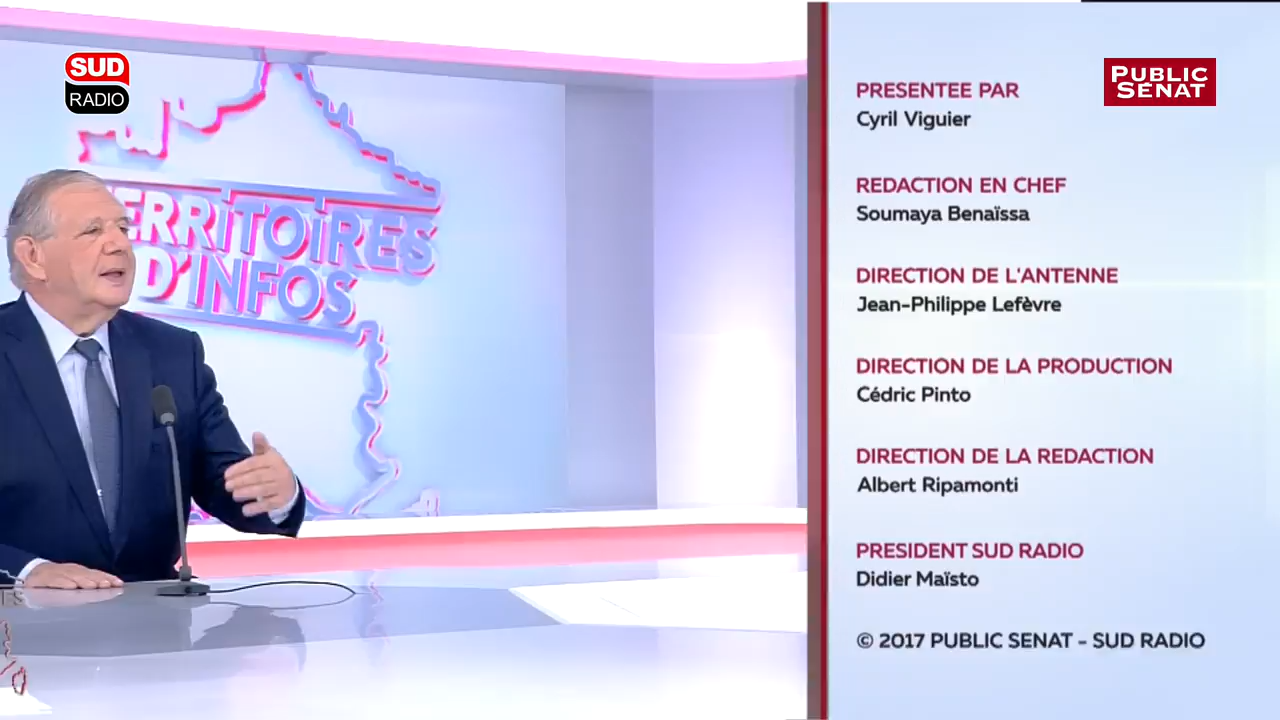 SUD
RADIO
TERRITOIRES
D'INFOS
PUBLIC
SENAT
PRESENTEE PAR
Cyril Viguier
REDACTION EN CHEF
Soumaya Benaïssa
DIRECTION DE L'ANTENNE
Jean-Philippe Lefèvre
DIRECTION DE LA PRODUCTION
Cédric Pinto
DIRECTION DE LA REDACTION
Albert Ripamonti
PRESIDENT SUD RADIO
Didier Maïsto
© 2017 PUBLIC SENAT - SUD RADIO